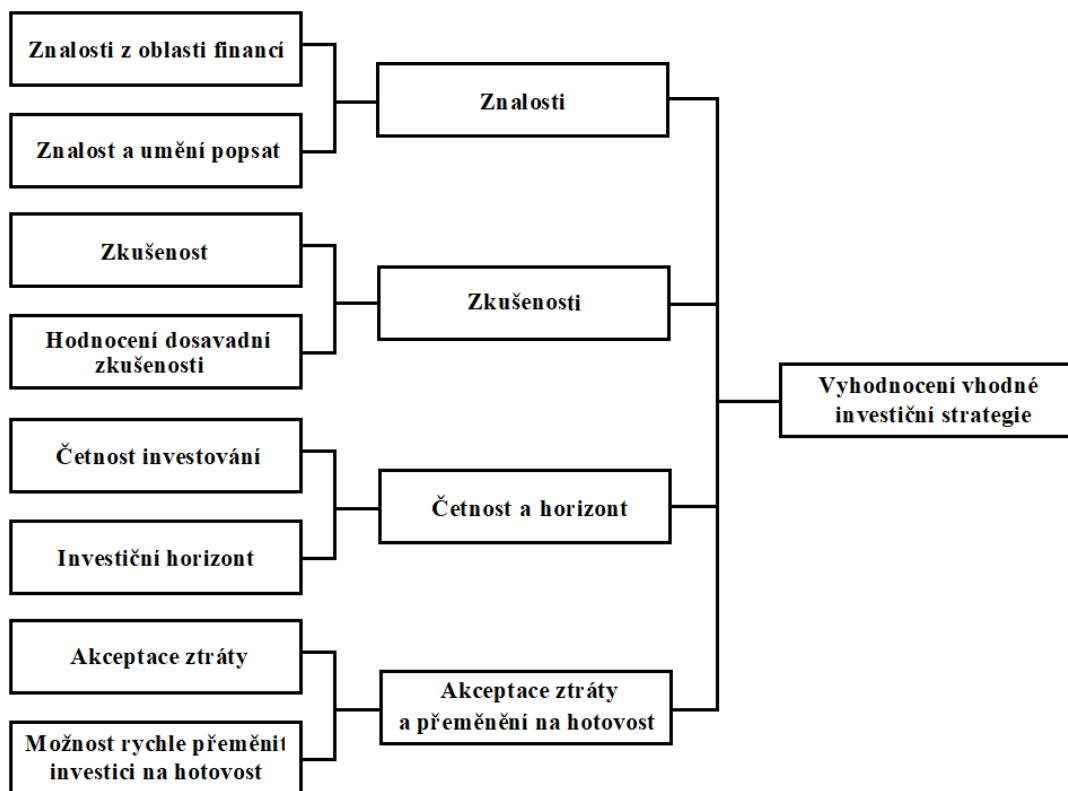 Znalosti z oblasti financí
Znalost a umění popsat
Znalosti
Zkušenost
Hodnocení dosavadní
zkušenosti
Zkušenosti
Četnost investování
Investiční horizont
Četnost a horizont
Akceptace ztráty
Možnost rychle přeměnit
investici na hotovost
Akceptace ztráty
a přeměnění na hotovost
Vyhodnocení vhodné
investiční strategie